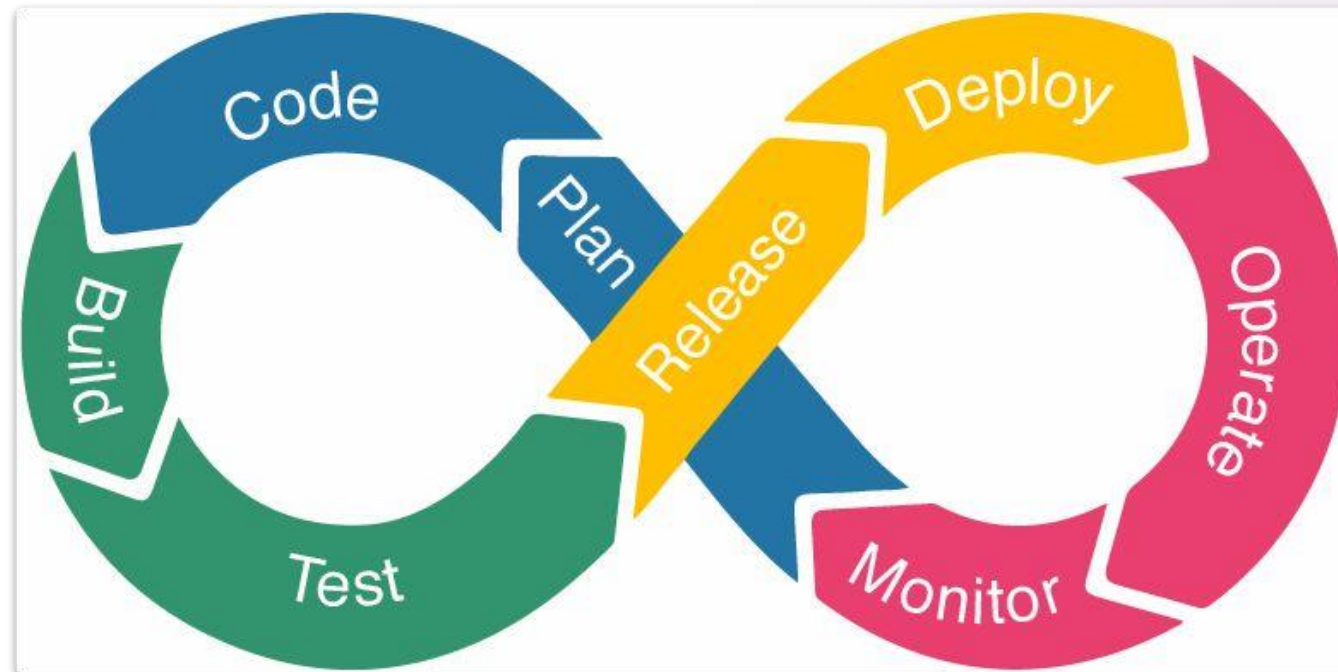 Plan
Code
Build
Test
Release
Deploy
Operate
Monitor